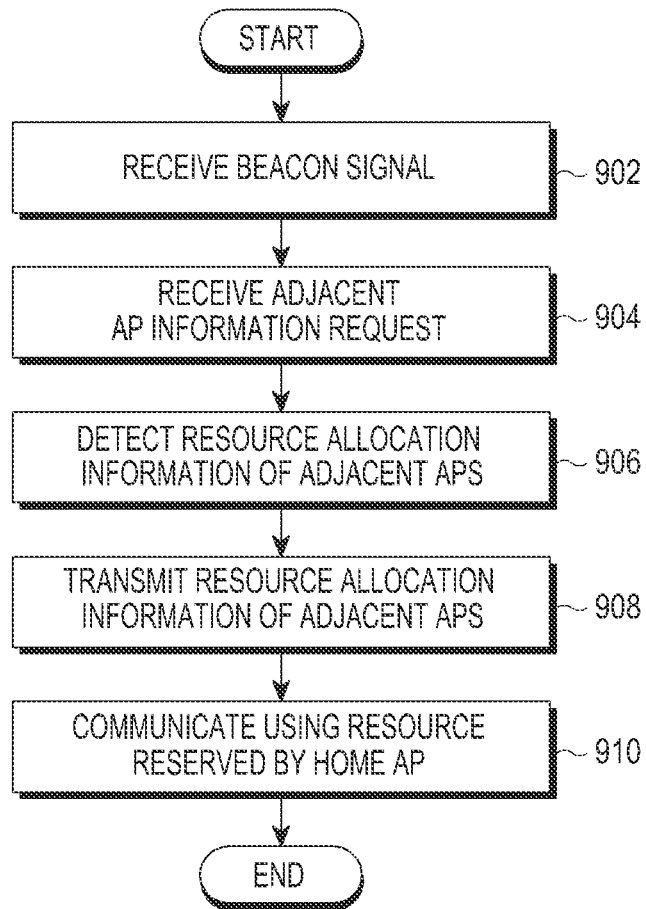 START
RECEIVE BEACON SIGNAL
902
RECEIVE ADJACENT
AP INFORMATION REQUEST
904
DETECT RESOURCE ALLOCATION
INFORMATION OF ADJACENT APS
906
TRANSMIT RESOURCE ALLOCATION
INFORMATION OF ADJACENT APS
908
COMMUNICATE USING RESOURCE
RESERVED BY HOME AP
910
END